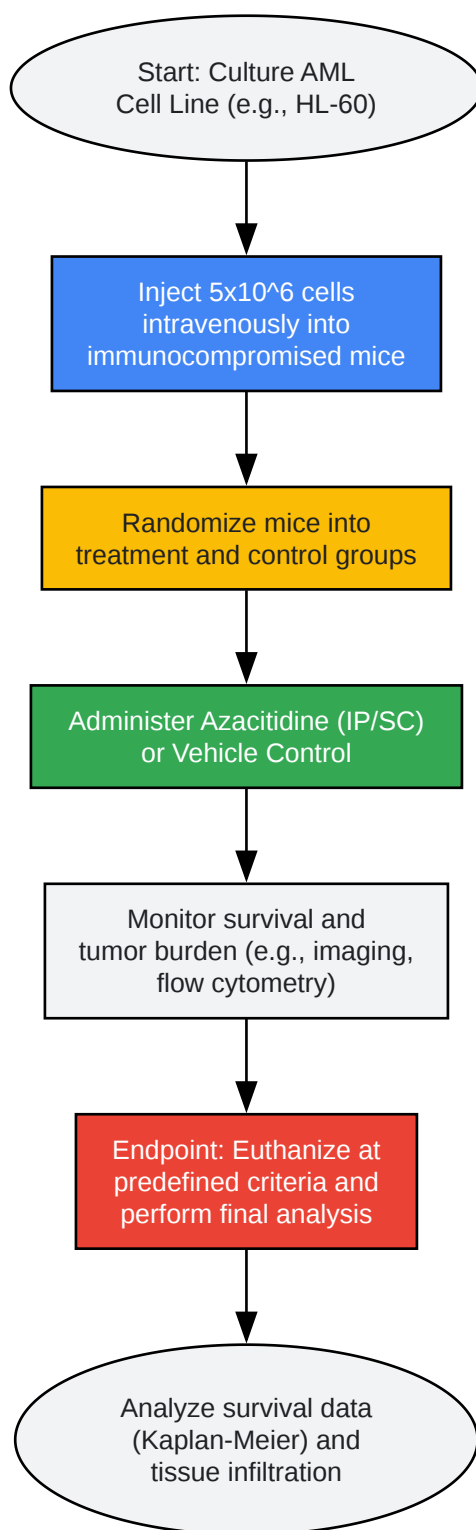 Start: Culture AML
Cell Line (e.g., HL-60)
Inject 5x10^6 cells
intravenously into
immunocompromised mice
Randomize mice into
treatment and control groups
Administer Azacitidine (IP/SC)
or Vehicle Control
Monitor survival and
tumor burden (e.g., imaging,
flow cytometry)
Endpoint: Euthanize at
predefined criteria and
perform final analysis
Analyze survival data
(Kaplan-Meier) and
tissue infiltration